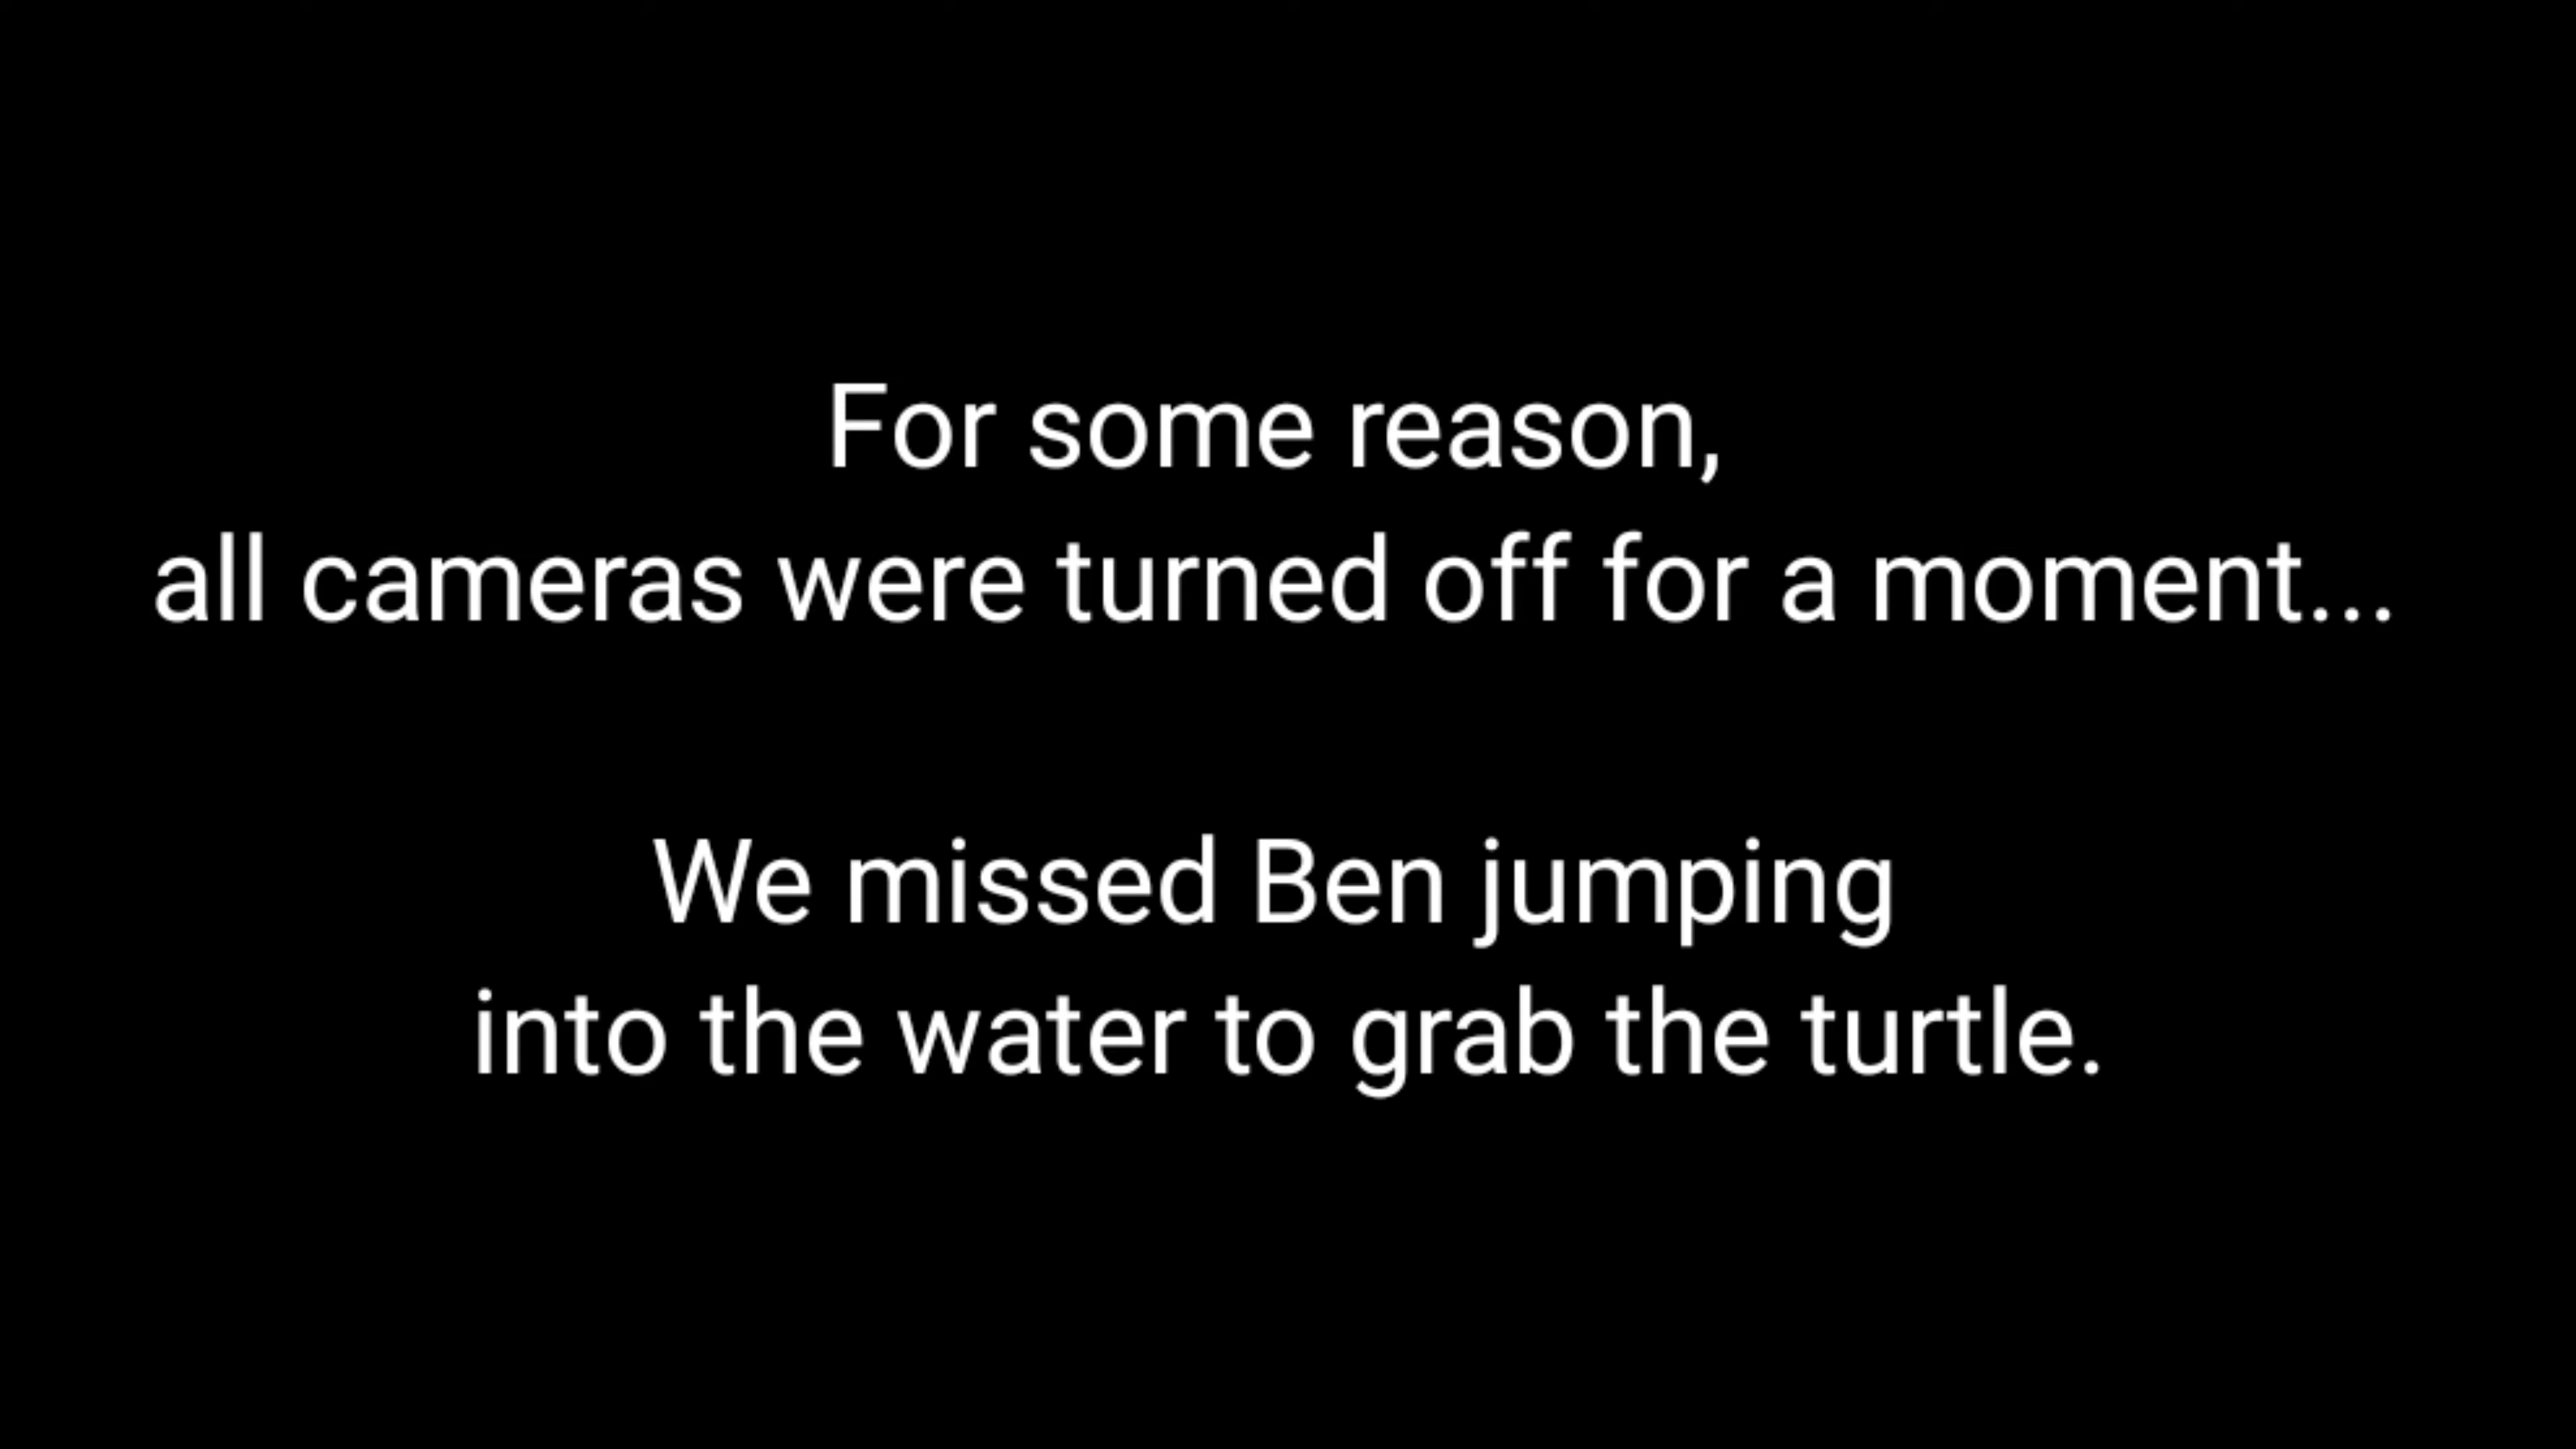 For some reason,
all cameras were turned off for a moment...
We missed Ben jumping
into the water to grab the turtle.